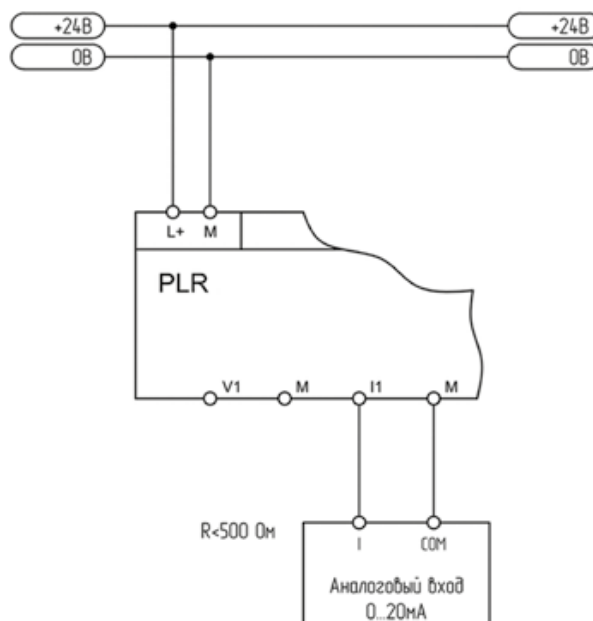 +24В +24В
0В 0В
L+ M
PLR
V1 M I1 M
R<500 Ом
I COM
Аналоговый вход
0...20мА